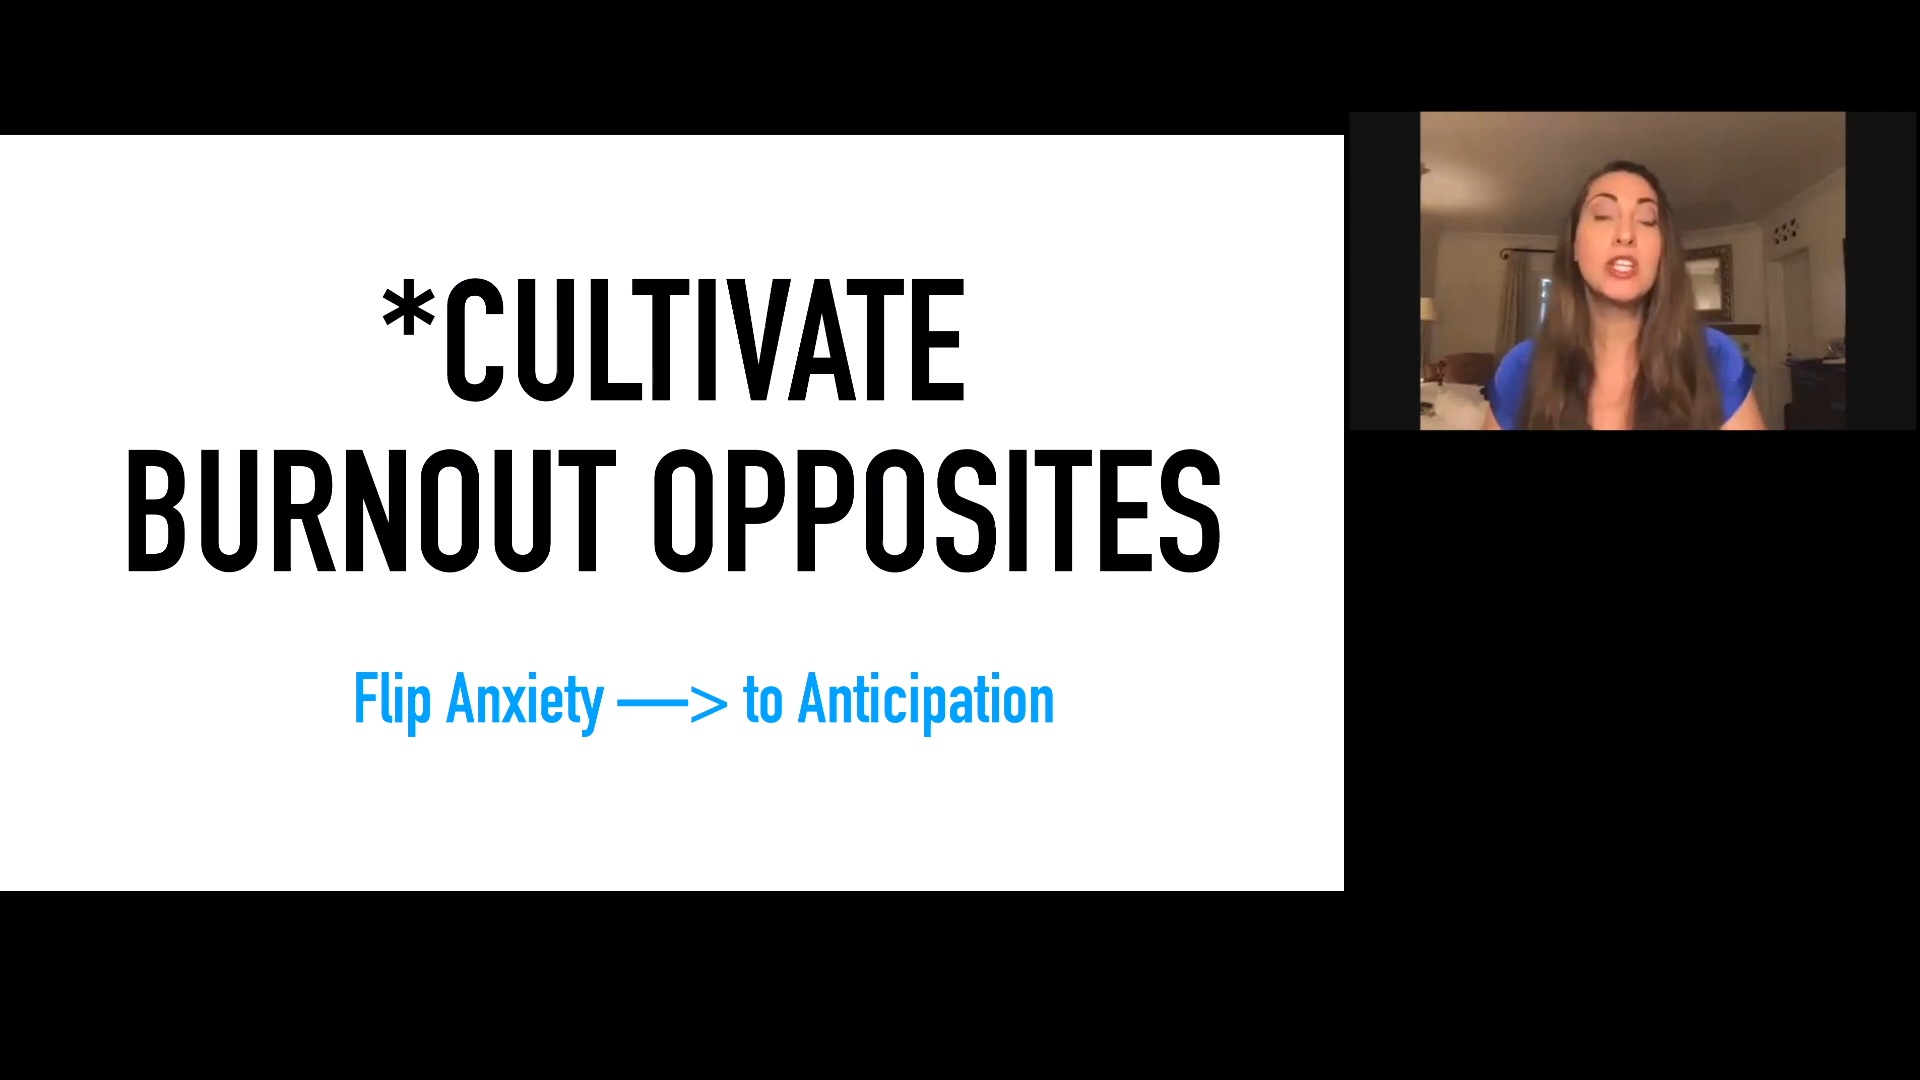 *CULTIVATE
BURNOUT OPPOSITES
Flip Anxiety —–> to Anticipation